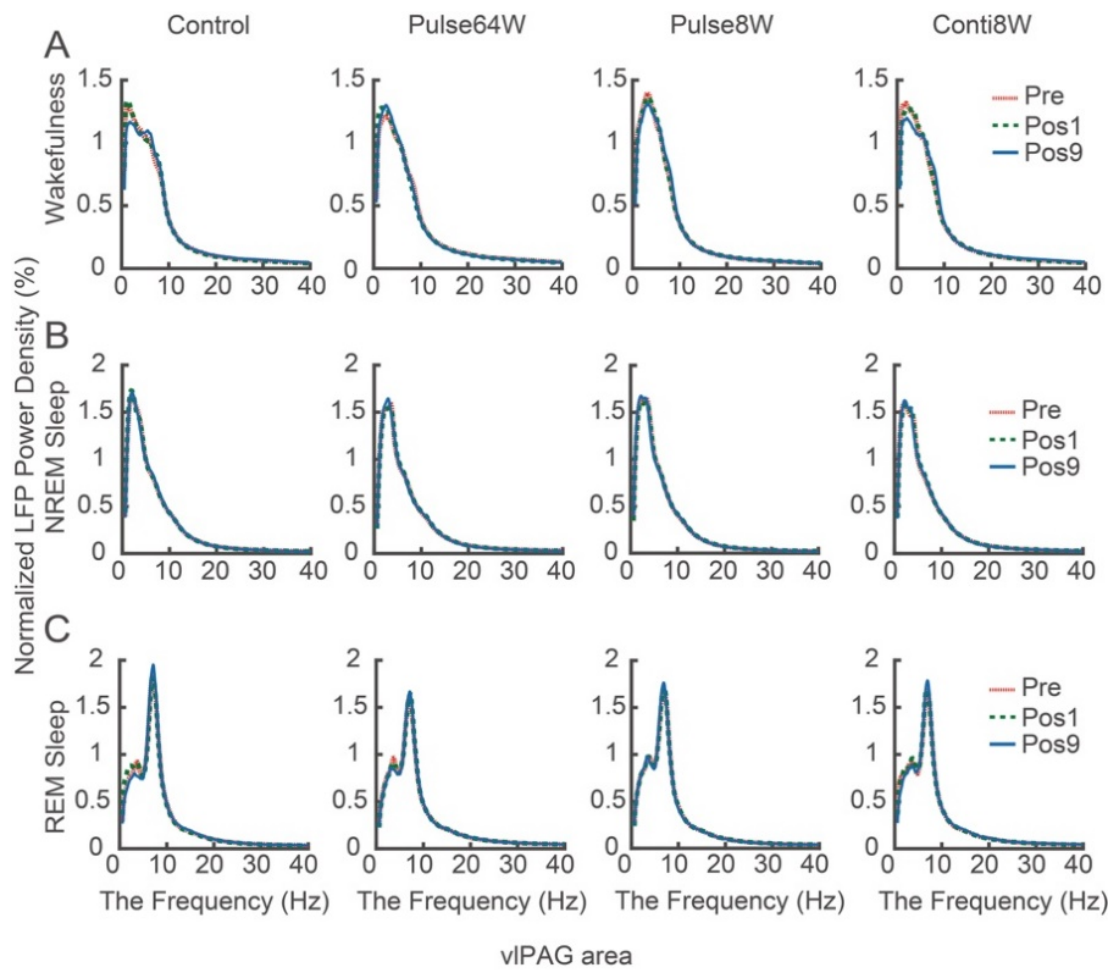 Control Pulse64W Pulse8W Conti8W
A
Wakefulness
1.5 1.5 1.5 1.5
1 1 1 1
0.5 0.5 0.5 0.5
0 0 0 0
0 10 20 30 40 0 10 20 30 40 0 10 20 30 40 0 10 20 30 40
Pre
Pos1
Pos9
Normalized LFP Power Density (%)
B
NREM Sleep
2 2 2 2
1.5 1.5 1.5 1.5
1 1 1 1
0.5 0.5 0.5 0.5
0 0 0 0
0 10 20 30 40 0 10 20 30 40 0 10 20 30 40 0 10 20 30 40
Pre
Pos1
Pos9
C
REM Sleep
2 2 2 2
1.5 1.5 1.5 1.5
1 1 1 1
0.5 0.5 0.5 0.5
0 0 0 0
0 10 20 30 40 0 10 20 30 40 0 10 20 30 40 0 10 20 30 40
Pre
Pos1
Pos9
The Frequency (Hz) The Frequency (Hz) The Frequency (Hz) The Frequency (Hz)
vlPAG area